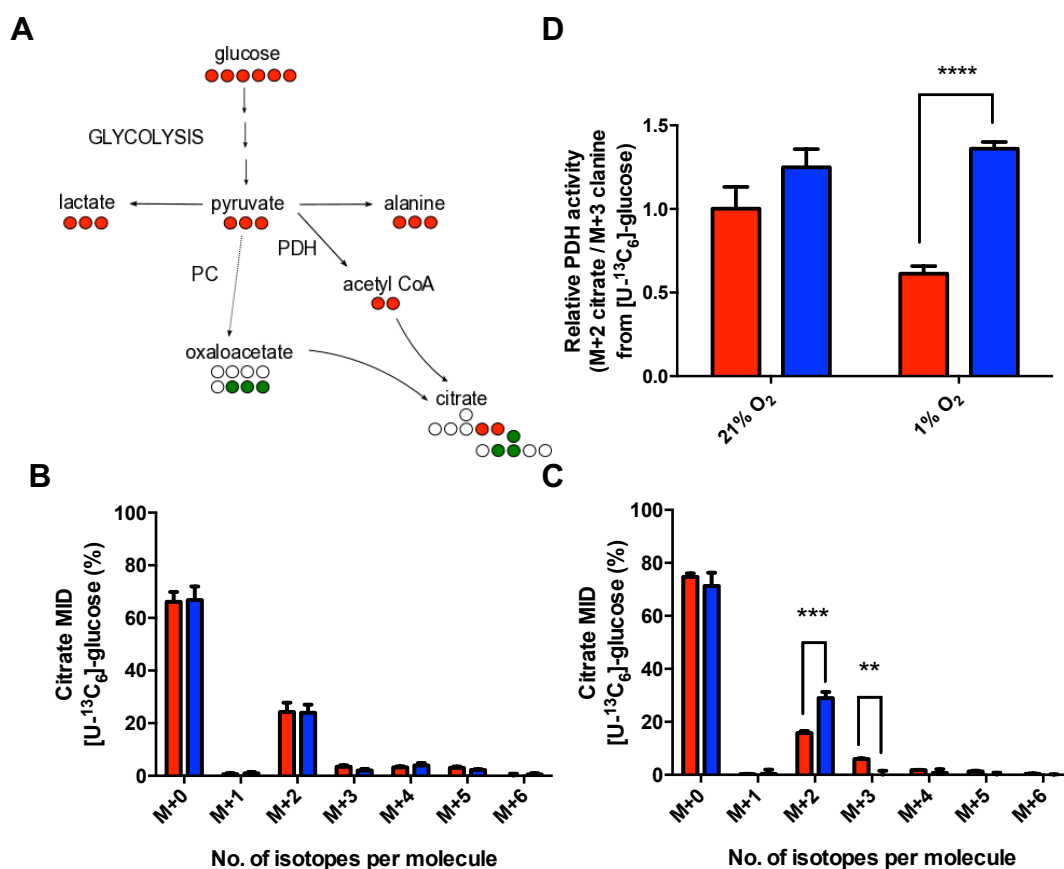 A
glucose
GLYCOLYSIS
lactate
pyruvate
alanine
PDH
PC
acetyl CoA
oxaloacetate
citrate
D
Relative PDH activity
(M+2 citrate / M+3 clanine
from [U-¹³C₆]-glucose)
1.5
1.0
0.5
0.0
****
21% O₂
1% O₂
B
Citrate MID
[U-¹³C₆]-glucose (%)
100
80
60
40
20
0
M+0
M+1
M+2
M+3
M+4
M+5
M+6
No. of isotopes per molecule
C
Citrate MID
[U-¹³C₆]-glucose (%)
100
80
60
40
20
0
***
**
M+0
M+1
M+2
M+3
M+4
M+5
M+6
No. of isotopes per molecule